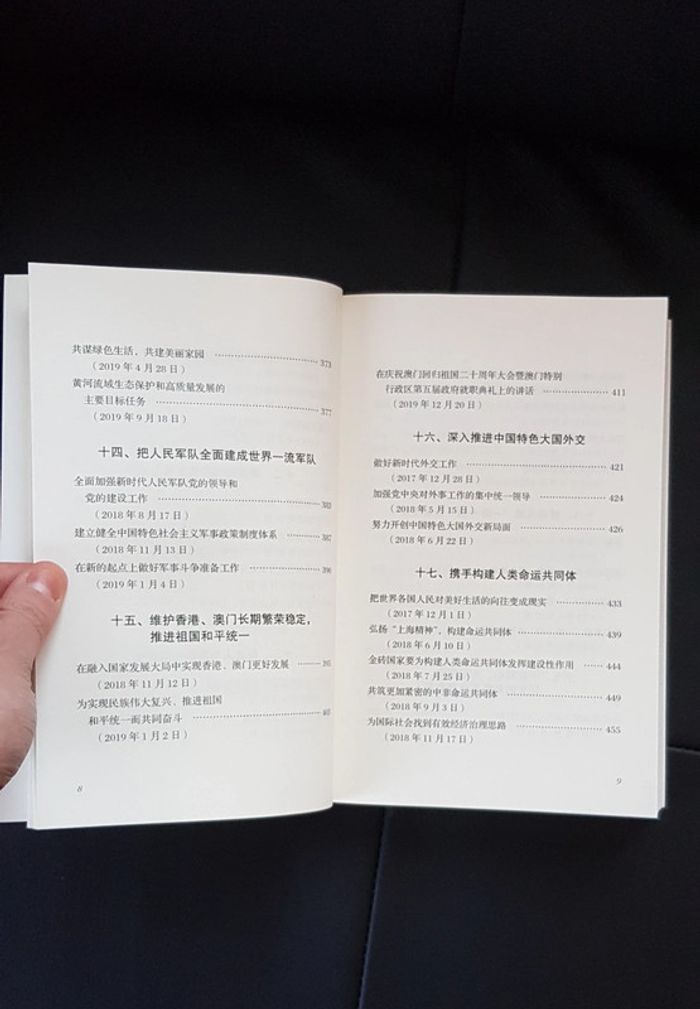 共谋绿色生活，共建美丽家园 373
（2019 年 4 月 28 日）
黄河流域生态保护和高质量发展的
主要目标任务 377
（2019 年 9 月 18 日）
十四、把人民军队全面建成世界一流军队
全面加强新时代人民军队党的领导和
党的建设工作 383
（2018 年 8 月 17 日）
建立健全中国特色社会主义军事政策制度体系 387
（2018 年 11 月 13 日）
在新的起点上做好军事斗争准备工作
（2019 年 1 月 4 日）
十五、维护香港、澳门长期繁荣稳定，
推进祖国和平统一
在融入国家发展大局中实现香港、澳门更好发展
（2018 年 11 月 12 日）
为实现民族伟大复兴、推进祖国
和平统一而共同奋斗
（2019 年 1 月 2 日）
8
在庆祝澳门回归祖国二十周年大会暨澳门特别
行政区第五届政府就职典礼上的讲话 411
（2019 年 12 月 20 日）
十六、深入推进中国特色大国外交
做好新时代外交工作 421
（2017 年 12 月 28 日）
加强党中央对外事工作的集中统一领导 424
（2018 年 5 月 15 日）
努力开创中国特色大国外交新局面 426
（2018 年 6 月 22 日）
十七、携手构建人类命运共同体
把世界各国人民对美好生活的向往变成现实 433
（2017 年 12 月 1 日）
弘扬“上海精神”，构建命运共同体 439
（2018 年 6 月 10 日）
金砖国家要为构建人类命运共同体发挥建设性作用 444
（2018 年 7 月 25 日）
共筑更加紧密的中非命运共同体 449
（2018 年 9 月 3 日）
为国际社会找到有效经济治理思路 455
（2018 年 11 月 17 日）
9